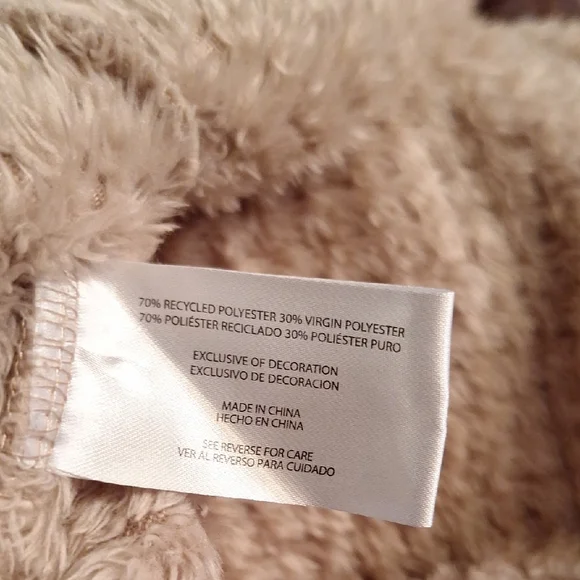 70% RECYCLED POLYESTER 30% VIRGIN POLYESTER
70% POLIÉSTER RECICLADO 30% POLIÉSTER PURO
EXCLUSIVE OF DECORATION
EXCLUSIVO DE DECORACION
MADE IN CHINA
HECHO EN CHINA
SEE REVERSE FOR CARE
VER AL REVERSO PARA CUIDADO